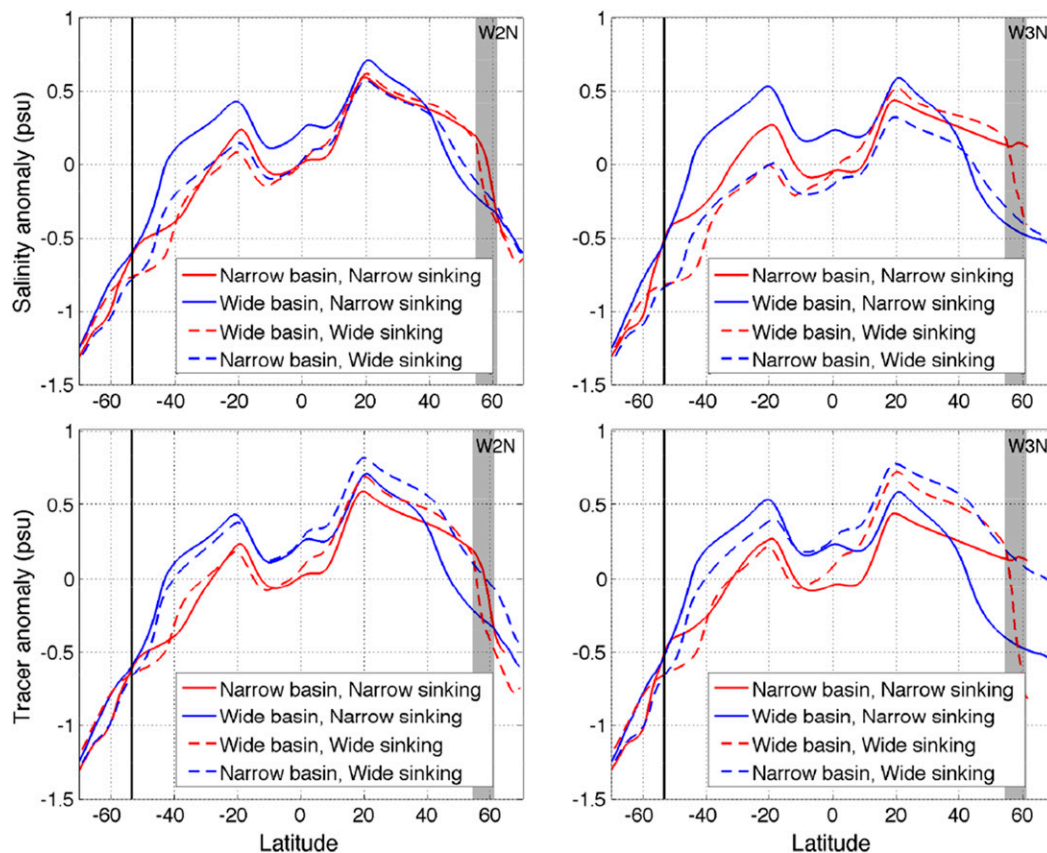 1
W2N
0.5
0
-0.5
-1
-1.5
Salinity anomaly (psu)
Narrow basin, Narrow sinking
Wide basin, Narrow sinking
Wide basin, Wide sinking
Narrow basin, Wide sinking
-60 -40 -20 0 20 40 60
1
W3N
0.5
0
-0.5
-1
-1.5
Narrow basin, Narrow sinking
Wide basin, Narrow sinking
Wide basin, Wide sinking
Narrow basin, Wide sinking
-60 -40 -20 0 20 40 60
1
W2N
0.5
0
-0.5
-1
-1.5
Tracer anomaly (psu)
Narrow basin, Narrow sinking
Wide basin, Narrow sinking
Wide basin, Wide sinking
Narrow basin, Wide sinking
-60 -40 -20 0 20 40 60
Latitude
1
W3N
0.5
0
-0.5
-1
-1.5
Narrow basin, Narrow sinking
Wide basin, Narrow sinking
Wide basin, Wide sinking
Narrow basin, Wide sinking
-60 -40 -20 0 20 40 60
Latitude